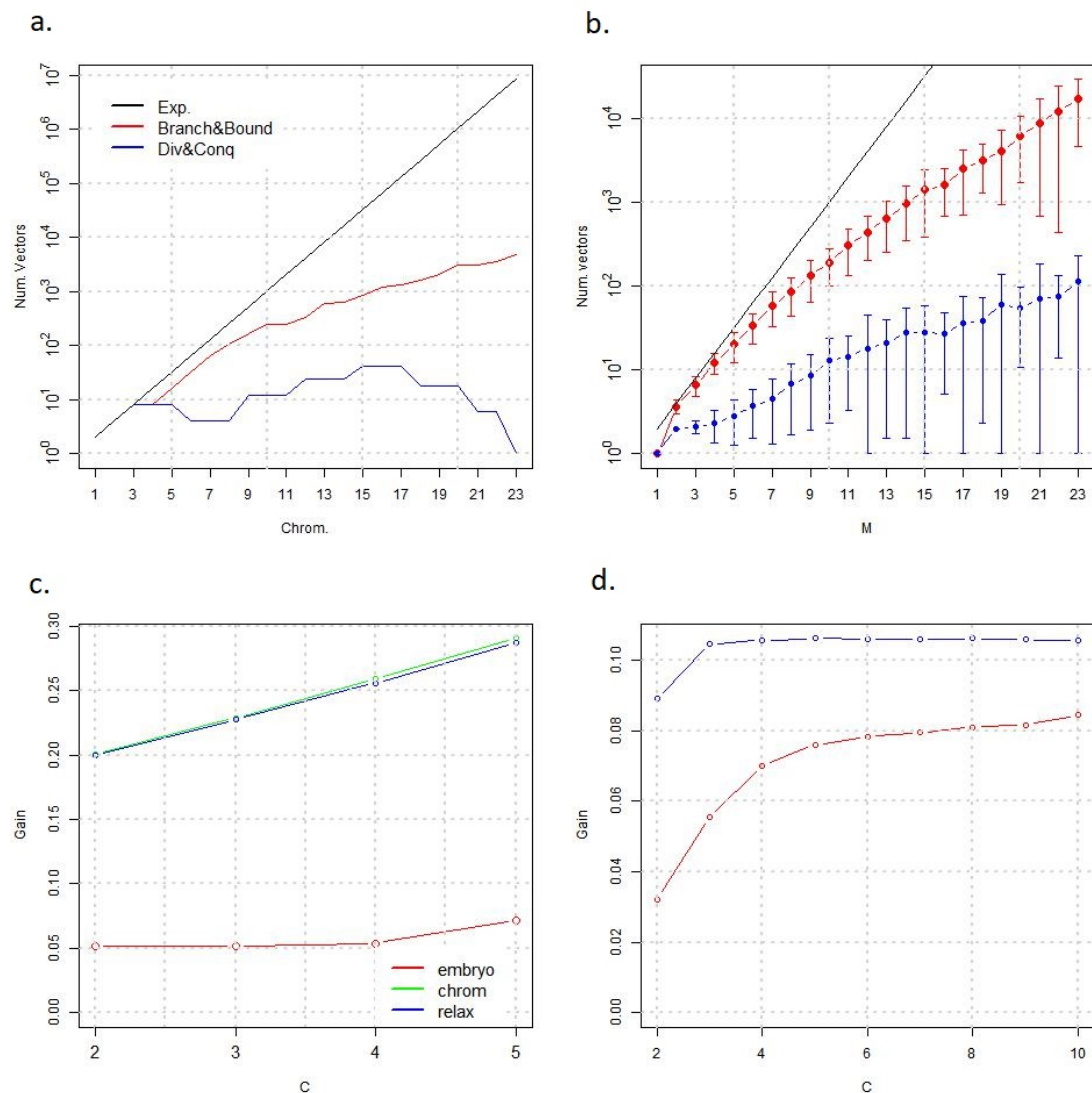 a.
Num. Vectors
10^7
10^6
10^5
10^4
10^3
10^2
10^1
10^0
Exp.
Branch&Bound
Div&Conq
1 3 5 7 9 11 13 15 17 19 21 23
Chrom.
b.
Num. vectors
10^4
10^3
10^2
10^1
10^0
1 3 5 7 9 11 13 15 17 19 21 23
M
c.
Gain
0.30
0.25
0.20
0.15
0.10
0.05
0.00
embryo
chrom
relax
2 3 4 5
C
d.
Gain
0.10
0.08
0.06
0.04
0.02
0.00
2 4 6 8 10
C